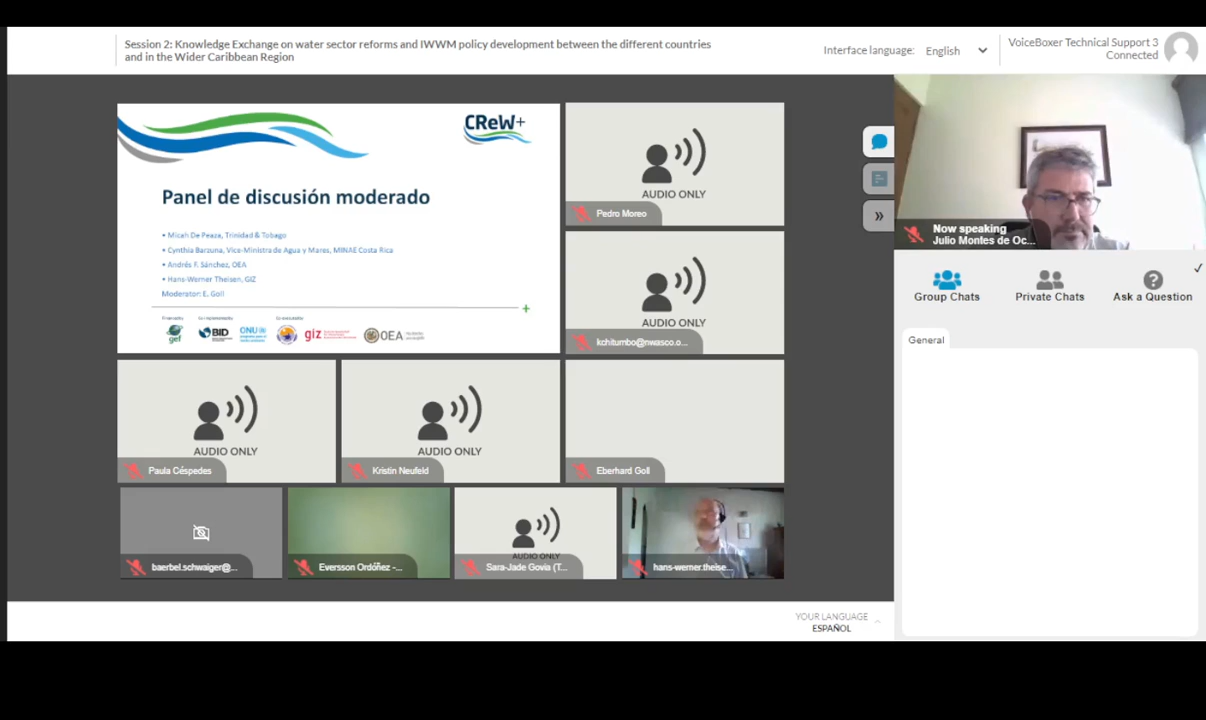 Session 2: Knowledge Exchange on water sector reforms and IWWM policy development between the different countries
and in the Wider Caribbean Region
Interface language: English
VoiceBoxer Technical Support 3
Connected
CReW+
Panel de discusión moderado
• Micah De Peaza, Trinidad & Tobago
• Cynthia Barzuna, Vice-Ministra de Agua y Mares, MINAE Costa Rica
• Andrés F. Sánchez, OEA
• Hans-Werner Theisen, GIZ
Moderator: E. Goll
gef
BID
ONU
giz
OEA
AUDIO ONLY
Pedro Moreo
AUDIO ONLY
kchitumbo@nwasco.o...
Now speaking
Julio Montes de Oc...
Group Chats
Private Chats
Ask a Question
General
AUDIO ONLY
Paula Céspedes
AUDIO ONLY
Kristin Neufeld
Eberhard Goll
baerbel.schwaiger@...
Eversson Ordóñez -...
AUDIO ONLY
Sara-Jade Govia (T...
hans-werner.theise...
YOUR LANGUAGE
ESPAÑOL